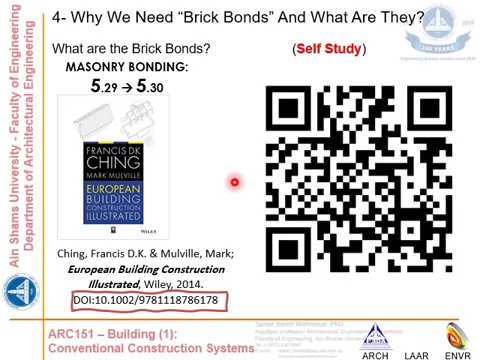 4- Why We Need “Brick Bonds” And What Are They?
What are the Brick Bonds?
(Self Study)
MASONRY BONDING:
5.29 → 5.30
FRANCIS DK
CHING
MARK MULVILLE
EUROPEAN
BUILDING
CONSTRUCTION
ILLUSTRATED
WILEY
Ching, Francis D.K. & Mulville, Mark;
European Building Construction
Illustrated, Wiley, 2014.
DOI:10.1002/9781118786178
Ain Shams University - Faculty of Engineering
Department of Architectural Engineering
ARC151 – Building (1):
Conventional Construction Systems
Tamer Samir Mahmoud, PhD
ARCH LAAR ENVR